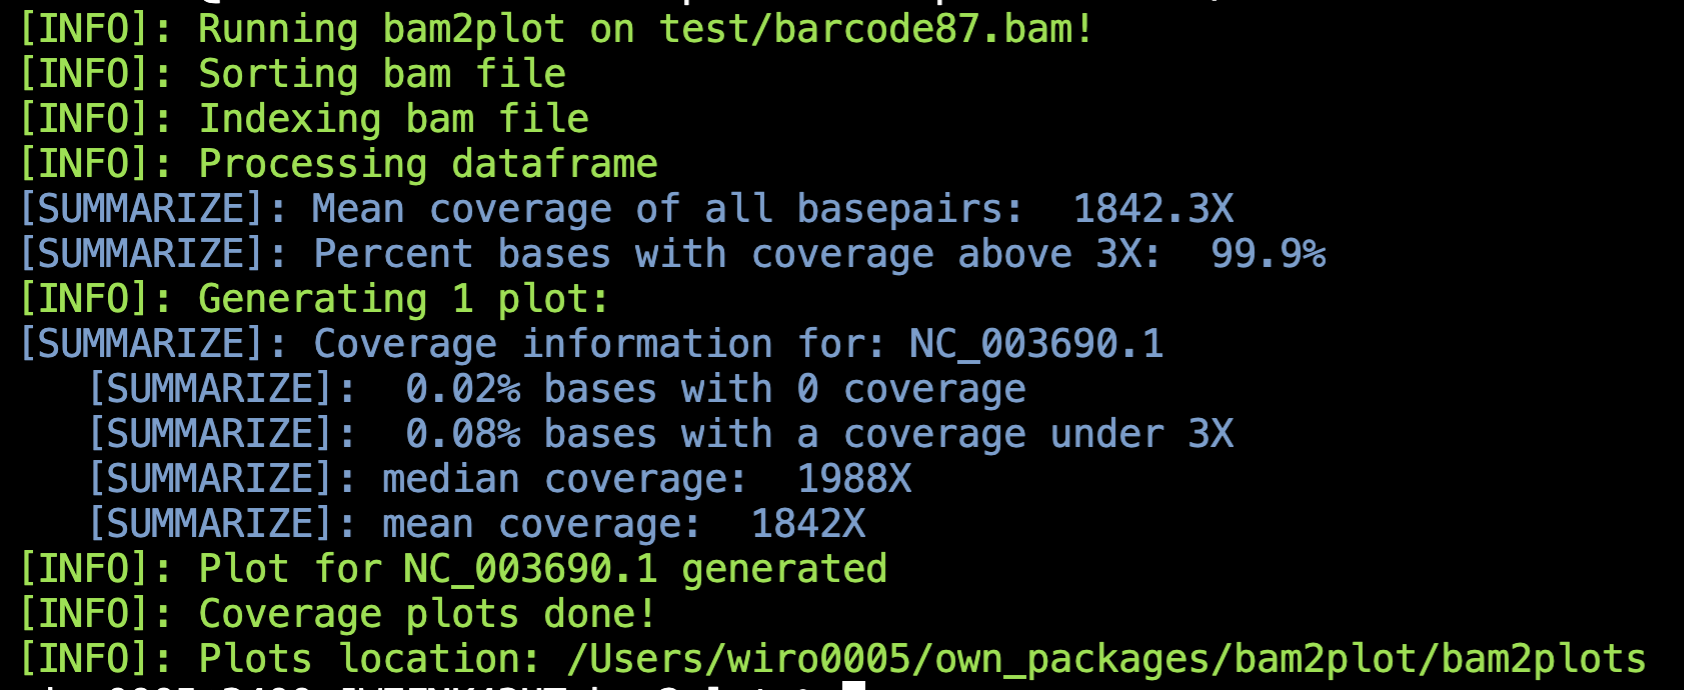 [INFO]: Running bam2plot on test/barcode87.bam!
[INFO]: Sorting bam file
[INFO]: Indexing bam file
[INFO]: Processing dataframe
[SUMMARIZE]: Mean coverage of all basepairs:  1842.3X
[SUMMARIZE]: Percent bases with coverage above 3X:  99.9%
[INFO]: Generating 1 plot:
[SUMMARIZE]: Coverage information for: NC_003690.1
   [SUMMARIZE]:  0.02% bases with 0 coverage
   [SUMMARIZE]:  0.08% bases with a coverage under 3X
   [SUMMARIZE]: median coverage:  1988X
   [SUMMARIZE]: mean coverage:  1842X
[INFO]: Plot for NC_003690.1 generated
[INFO]: Coverage plots done!
[INFO]: Plots location: /Users/wiro0005/own_packages/bam2plot/bam2plots